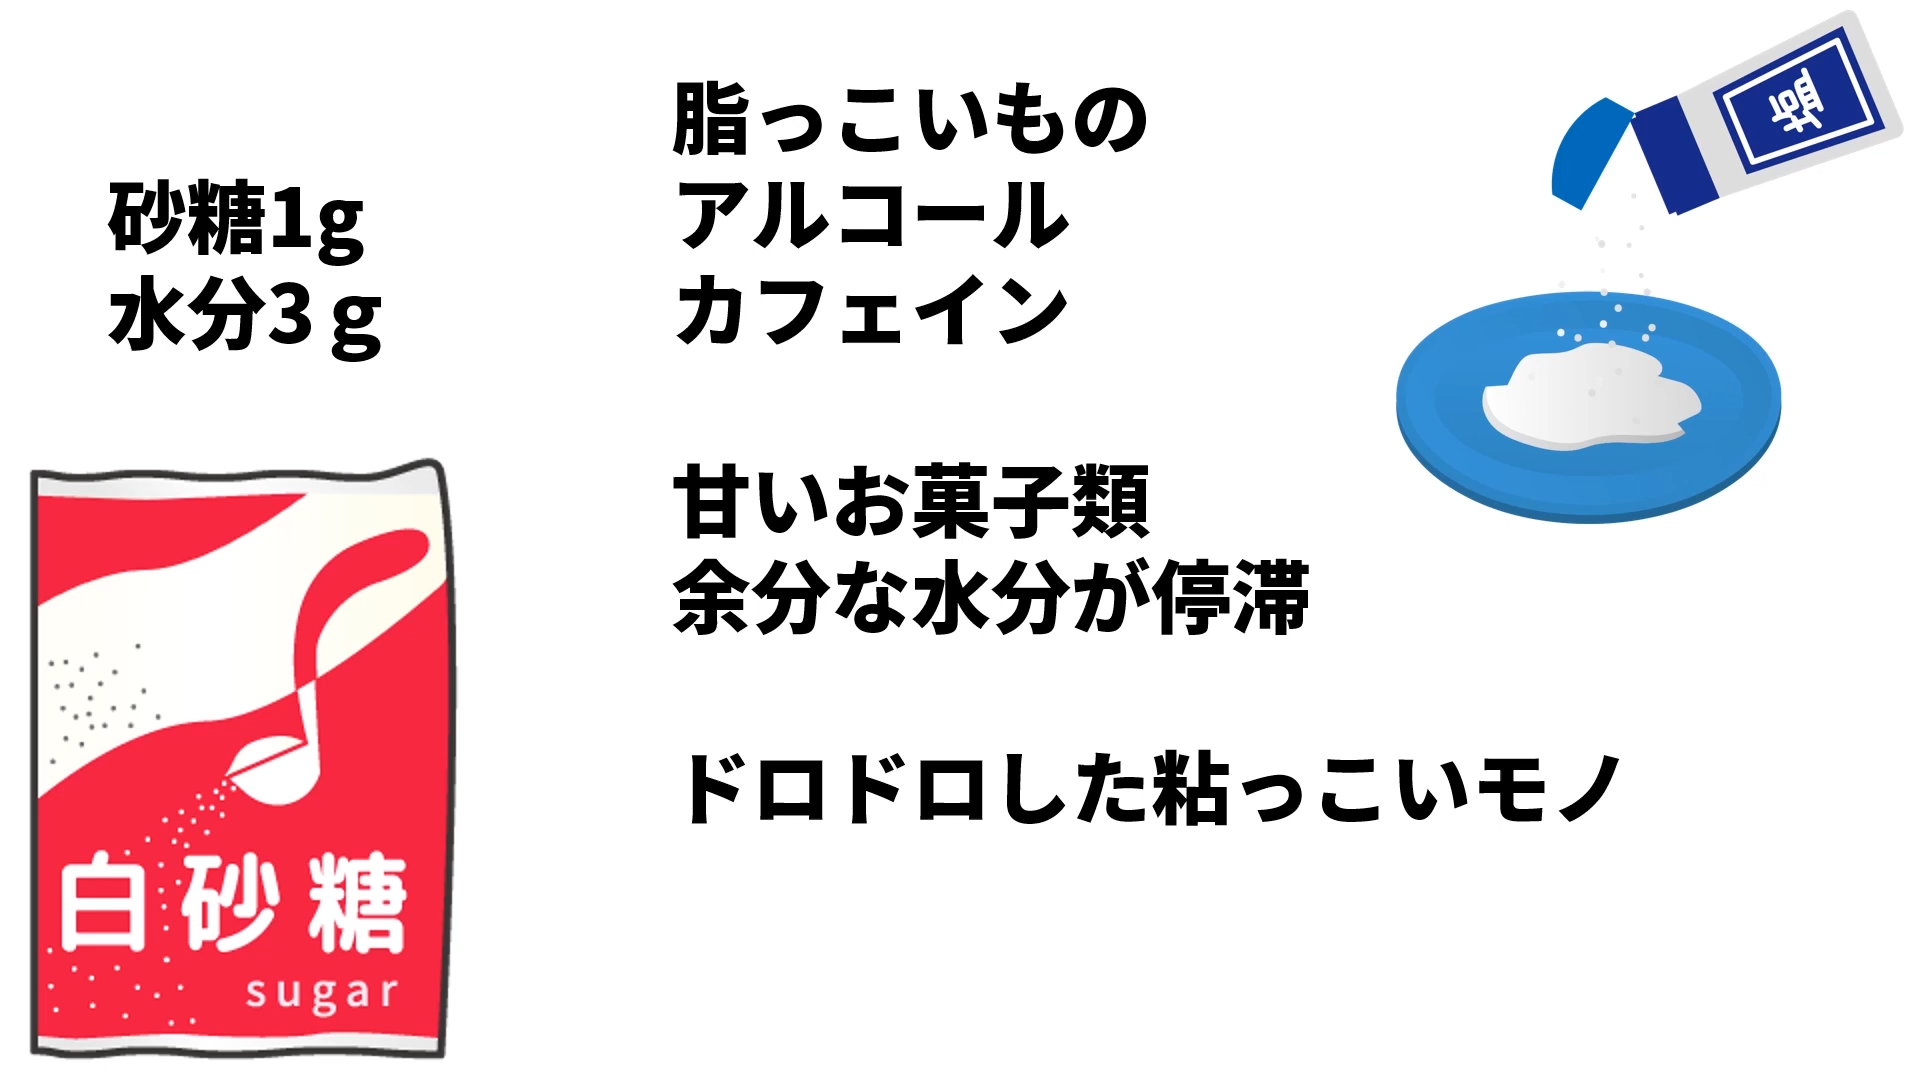 砂糖1g
水分3ｇ
脂っこいもの
アルコール
カフェイン
甘いお菓子類
余分な水分が停滞
ドロドロした粘っこいモノ
白砂糖
sugar